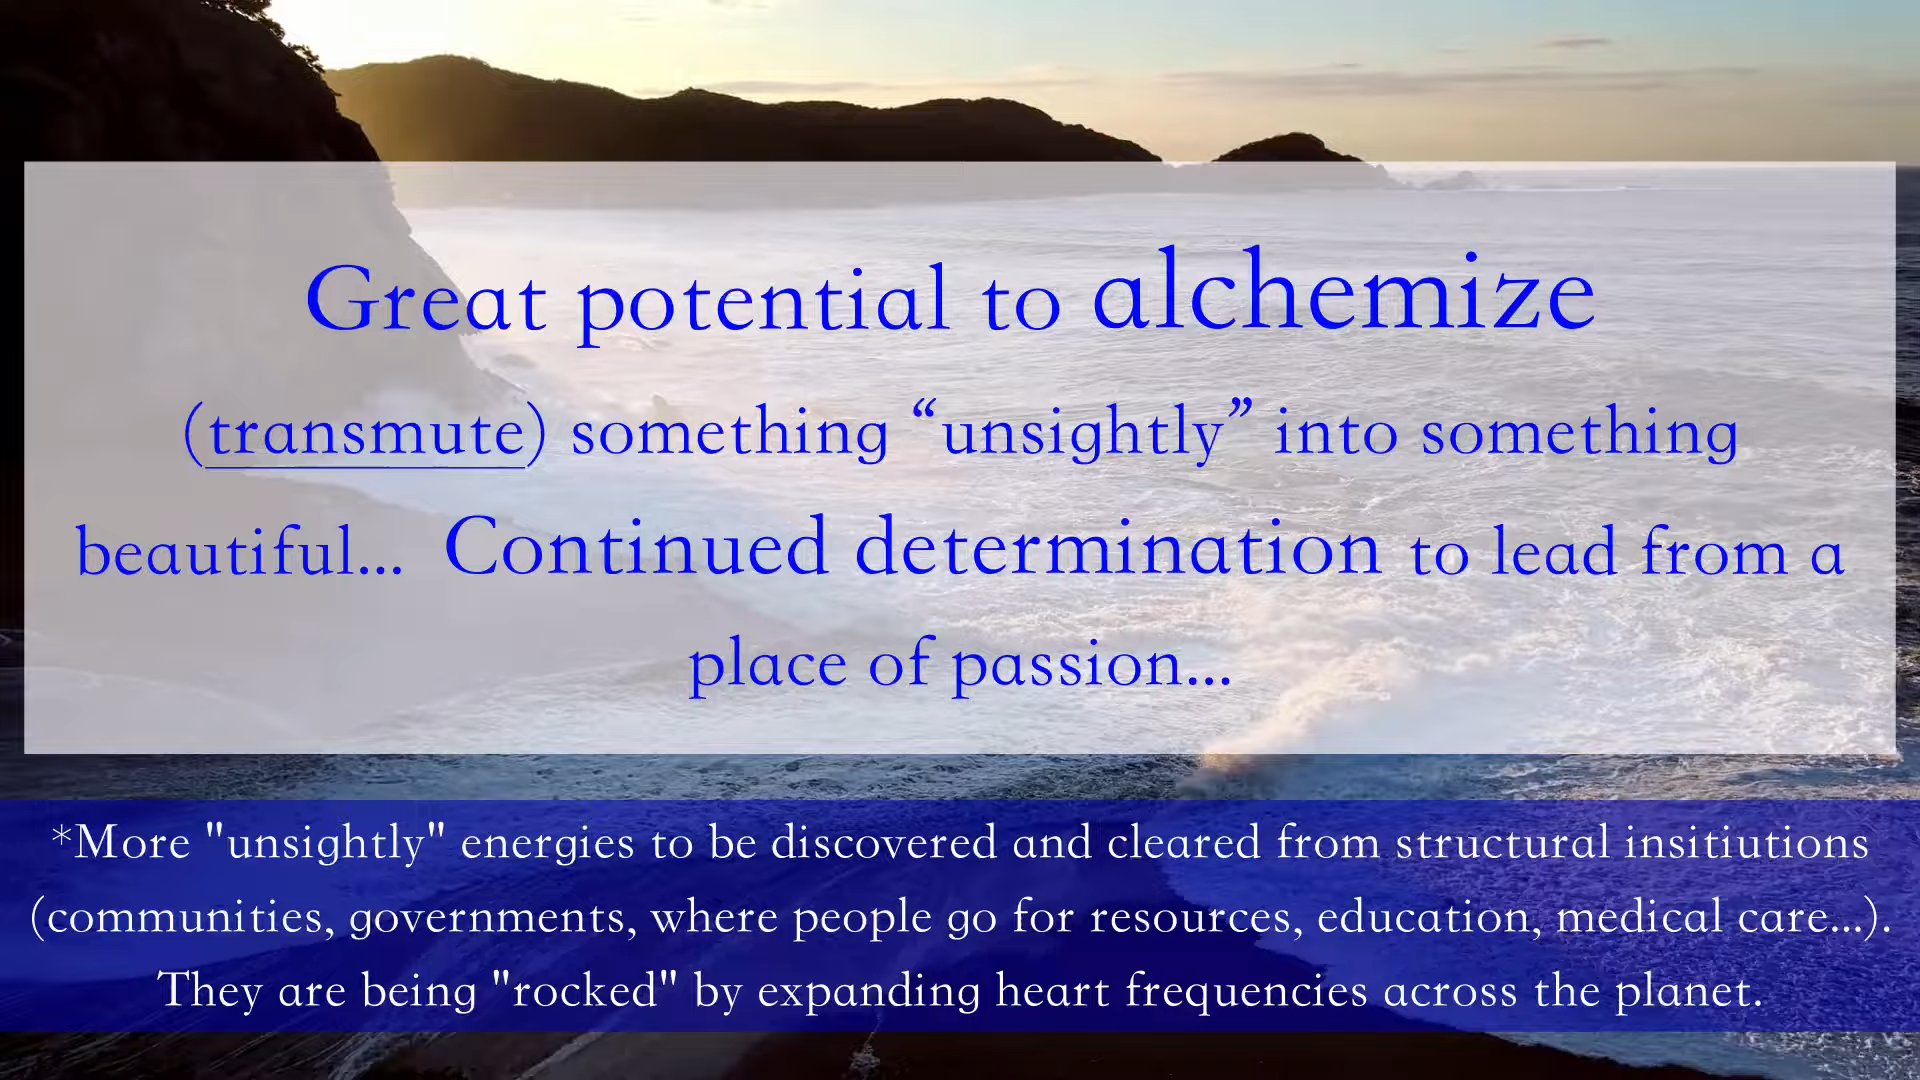 Great potential to alchemize
(transmute) something “unsightly” into something
beautiful... Continued determination to lead from a
place of passion...
*More "unsightly" energies to be discovered and cleared from structural insitiutions
(communities, governments, where people go for resources, education, medical care...).
They are being "rocked" by expanding heart frequencies across the planet.